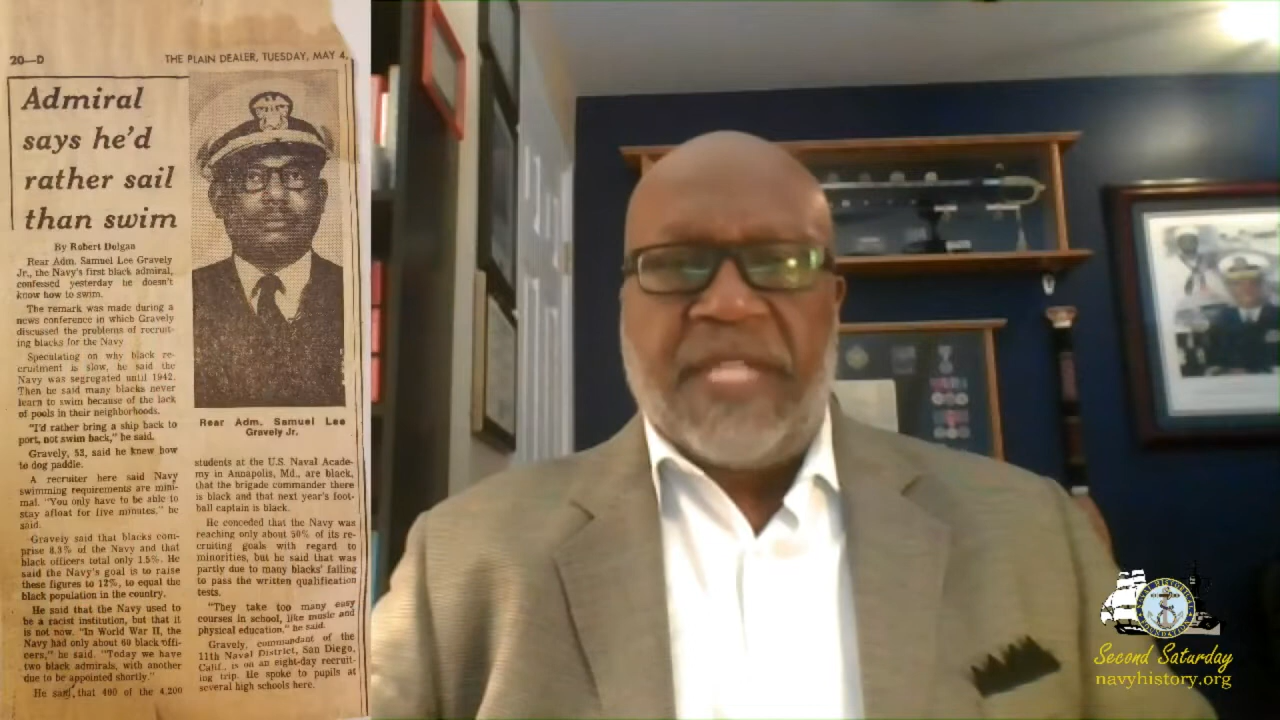 20—D
THE PLAIN DEALER, TUESDAY, MAY 4,
Admiral
says he'd
rather sail
than swim
By Robert Dolgan
Rear Adm. Samuel Lee Gravely
Jr., the Navy's first black admiral,
confessed yesterday he doesn't
know how to swim.
The remark was made during a
news conference in which Gravely
discussed the problems of recruit-
ing blacks for the Navy
Speculating on why black re-
cruitment is slow, he said the
Navy was segregated until 1942.
Then he said many blacks never
learn to swim because of the lack
of pools in their neighborhoods.
"I'd rather bring a ship back to
port, not swim back," he said.
Gravely, 53, said he knew how
to dog paddle.
A recruiter here said Navy
swimming requirements are mini-
mal. "You only have to be able to
stay afloat for five minutes," he
said.
Gravely said that blacks com-
prise 8.3% of the Navy and that
black officers total only 1.5%. He
said the Navy's goal is to raise
these figures to 12%, to equal the
black population in the country.
He said that the Navy used to
be a racist institution, but that it
is not now. "In World War II, the
Navy had only about 60 black offi-
cers," he said. "Today we have
two black admirals, with another
due to be appointed shortly."
He said that 400 of the 4,200
Rear Adm. Samuel Lee
Gravely Jr.
students at the U.S. Naval Acade-
my in Annapolis, Md., are black,
that the brigade commander there
is black and that next year's foot-
ball captain is black.
He conceded that the Navy was
reaching only about 50% of its re-
cruiting goals with regard to
minorities, but he said that was
partly due to many blacks' failing
to pass the written qualification
tests.
"They take too many easy
courses in school, like music and
physical education," he said.
Gravely, commandant of the
11th Naval District, San Diego,
Calif., is on an eight-day recruit-
ing trip. He spoke to pupils at
several high schools here.
Second Saturday
navyhistory.org